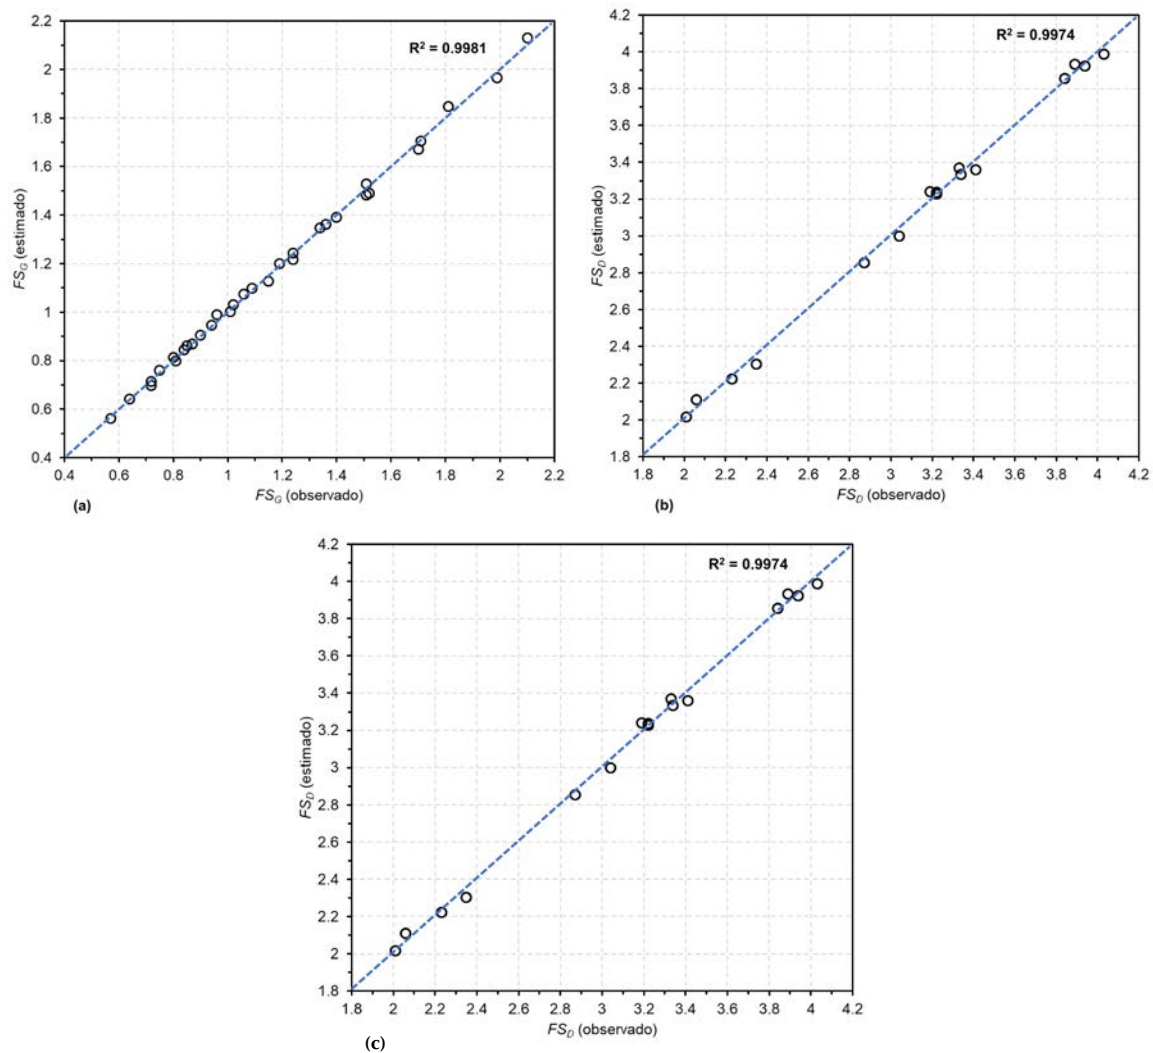 2.2
R² = 0.9981
2
1.8
1.6
1.4
1.2
1
0.8
0.6
0.4
FS_G (estimado)
0.4 0.6 0.8 1 1.2 1.4 1.6 1.8 2 2.2
FS_G (observado)
(a)
4.2
R² = 0.9974
4
3.8
3.6
3.4
3.2
3
2.8
2.6
2.4
2.2
2
1.8
FS_D (estimado)
1.8 2 2.2 2.4 2.6 2.8 3 3.2 3.4 3.6 3.8 4 4.2
FS_D (observado)
(b)
4.2
R² = 0.9974
4
3.8
3.6
3.4
3.2
3
2.8
2.6
2.4
2.2
2
1.8
FS_D (estimado)
1.8 2 2.2 2.4 2.6 2.8 3 3.2 3.4 3.6 3.8 4 4.2
FS_D (observado)
(c)